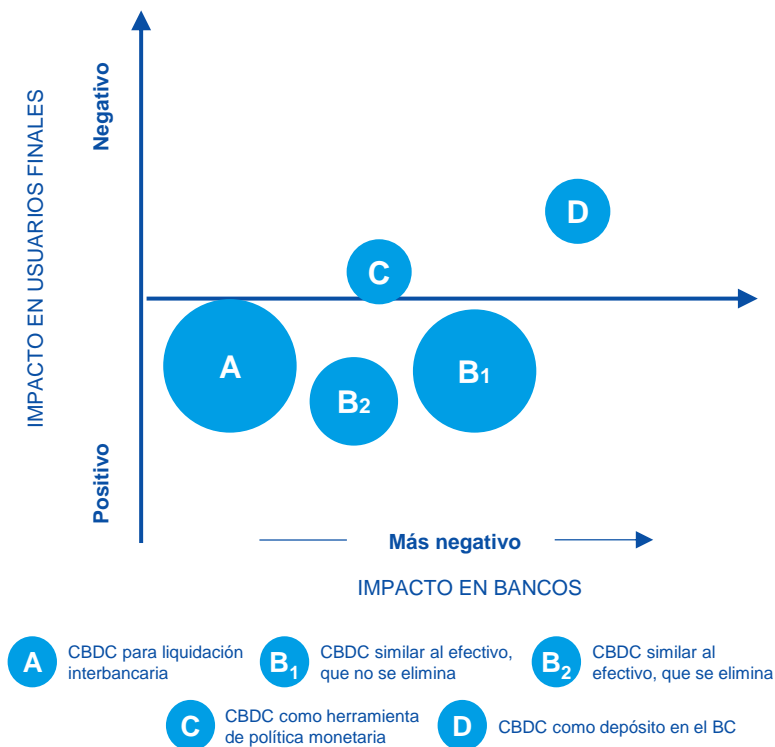 Negativo
IMPACTO EN USUARIOS FINALES
Positivo
D
C
A
B1
B2
Más negativo
IMPACTO EN BANCOS
A
CBDC para liquidación
interbancaria
B1
CBDC similar al efectivo,
que no se elimina
B2
CBDC similar al
efectivo, que se elimina
C
CBDC como herramienta
de política monetaria
D
CBDC como depósito en el BC